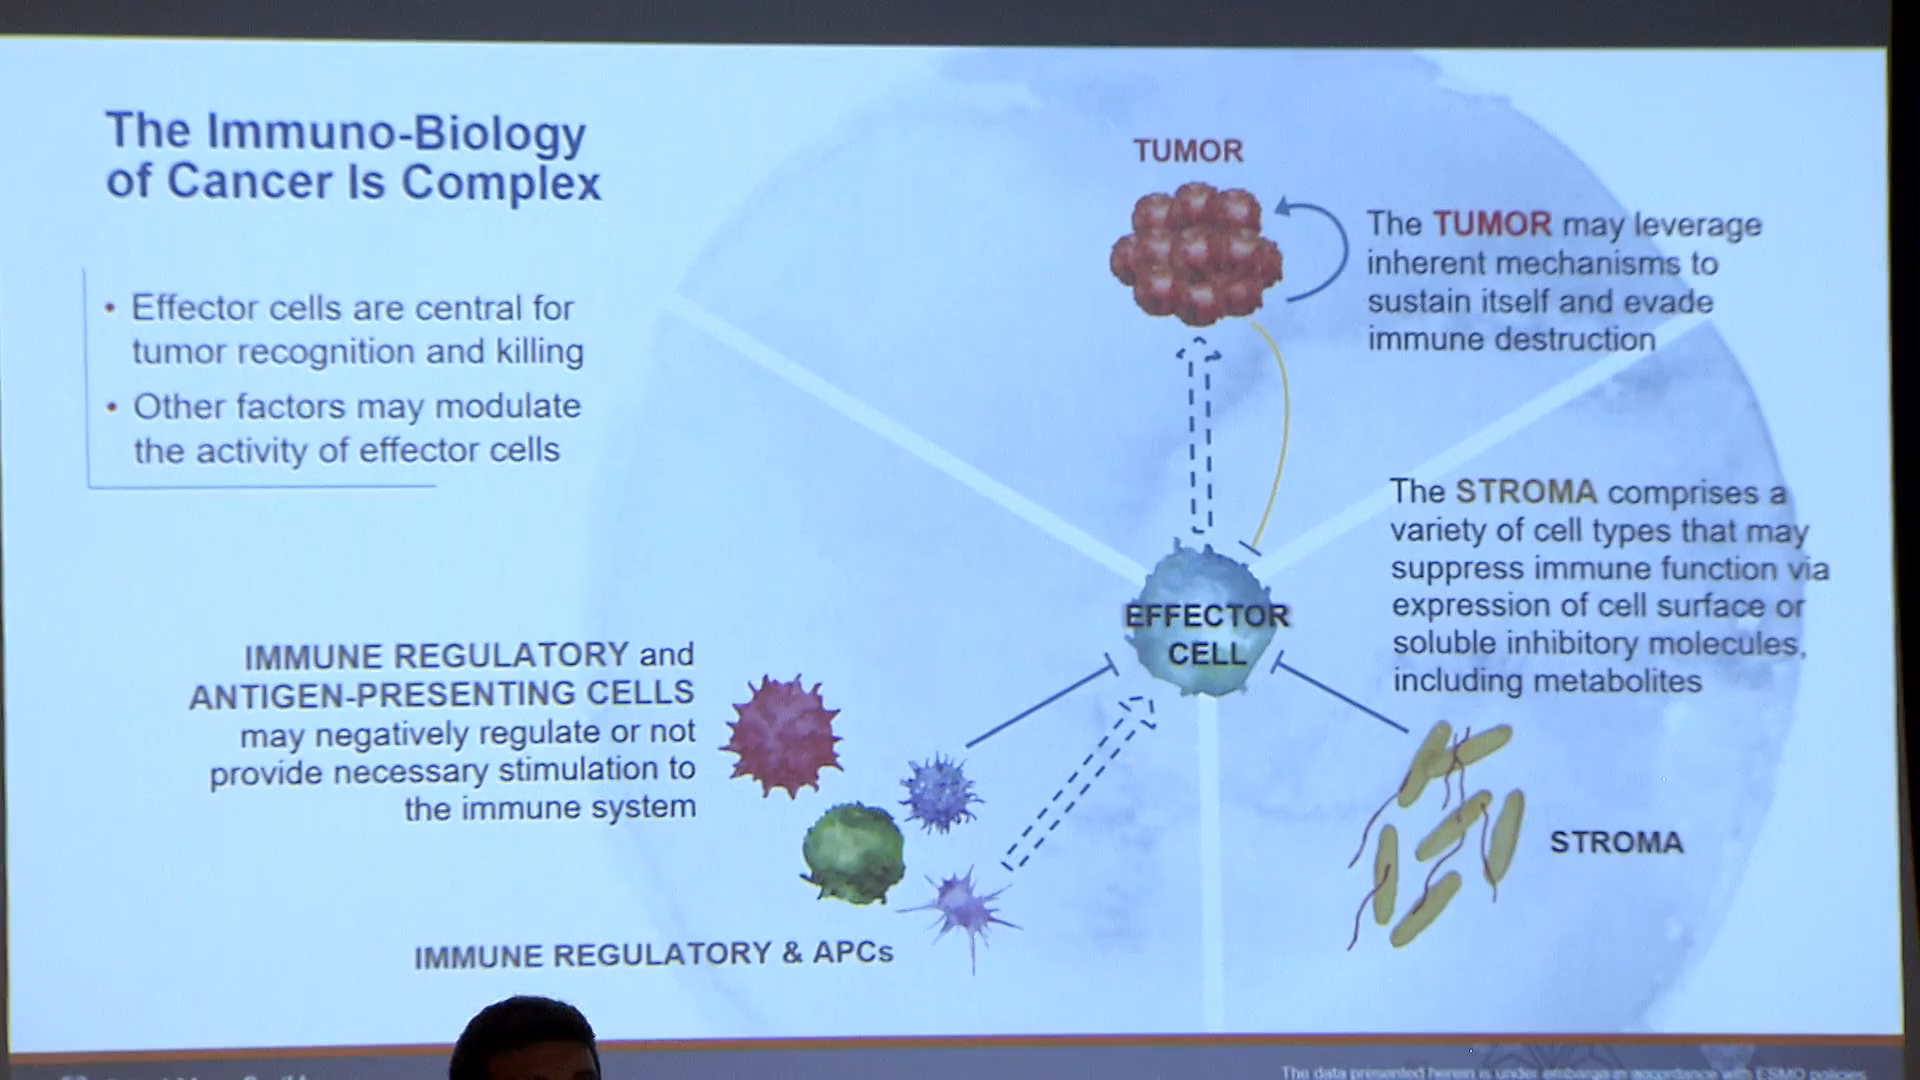 The Immuno-Biology
of Cancer Is Complex
• Effector cells are central for
tumor recognition and killing
• Other factors may modulate
the activity of effector cells
TUMOR
The TUMOR may leverage
inherent mechanisms to
sustain itself and evade
immune destruction
The STROMA comprises a
variety of cell types that may
suppress immune function via
expression of cell surface or
soluble inhibitory molecules,
including metabolites
EFFECTOR
CELL
IMMUNE REGULATORY and
ANTIGEN-PRESENTING CELLS
may negatively regulate or not
provide necessary stimulation to
the immune system
STROMA
IMMUNE REGULATORY & APCs
The data presented herein is under embargo in accordance with ESMO policies